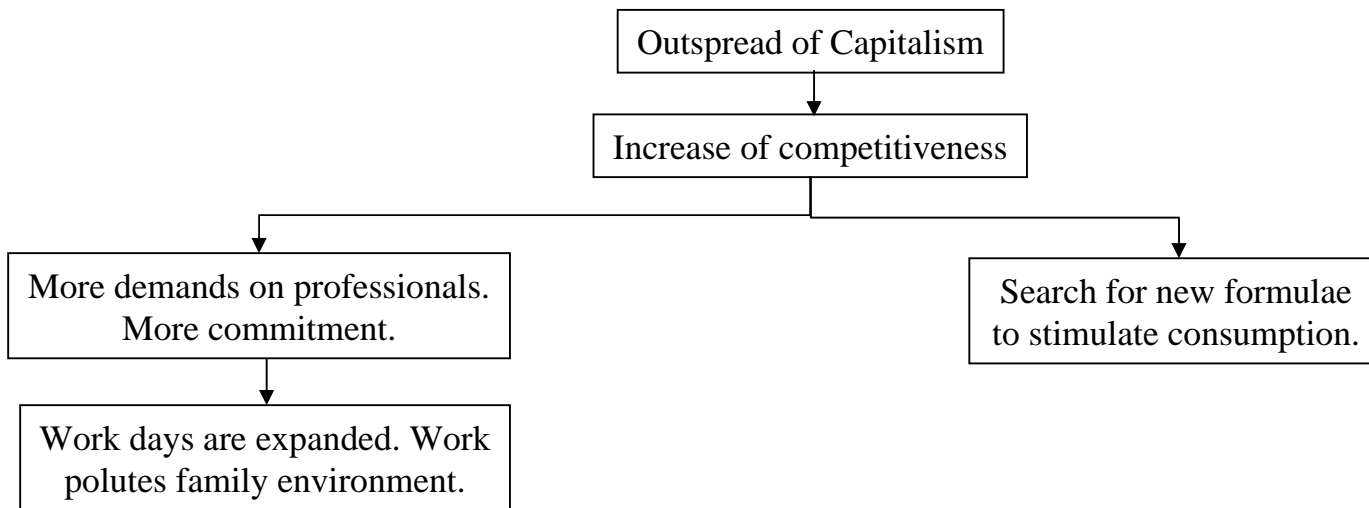 Outspread of Capitalism
Increase of competitiveness
More demands on professionals.
More commitment.
Search for new formulae
to stimulate consumption.
Work days are expanded. Work
polutes family environment.